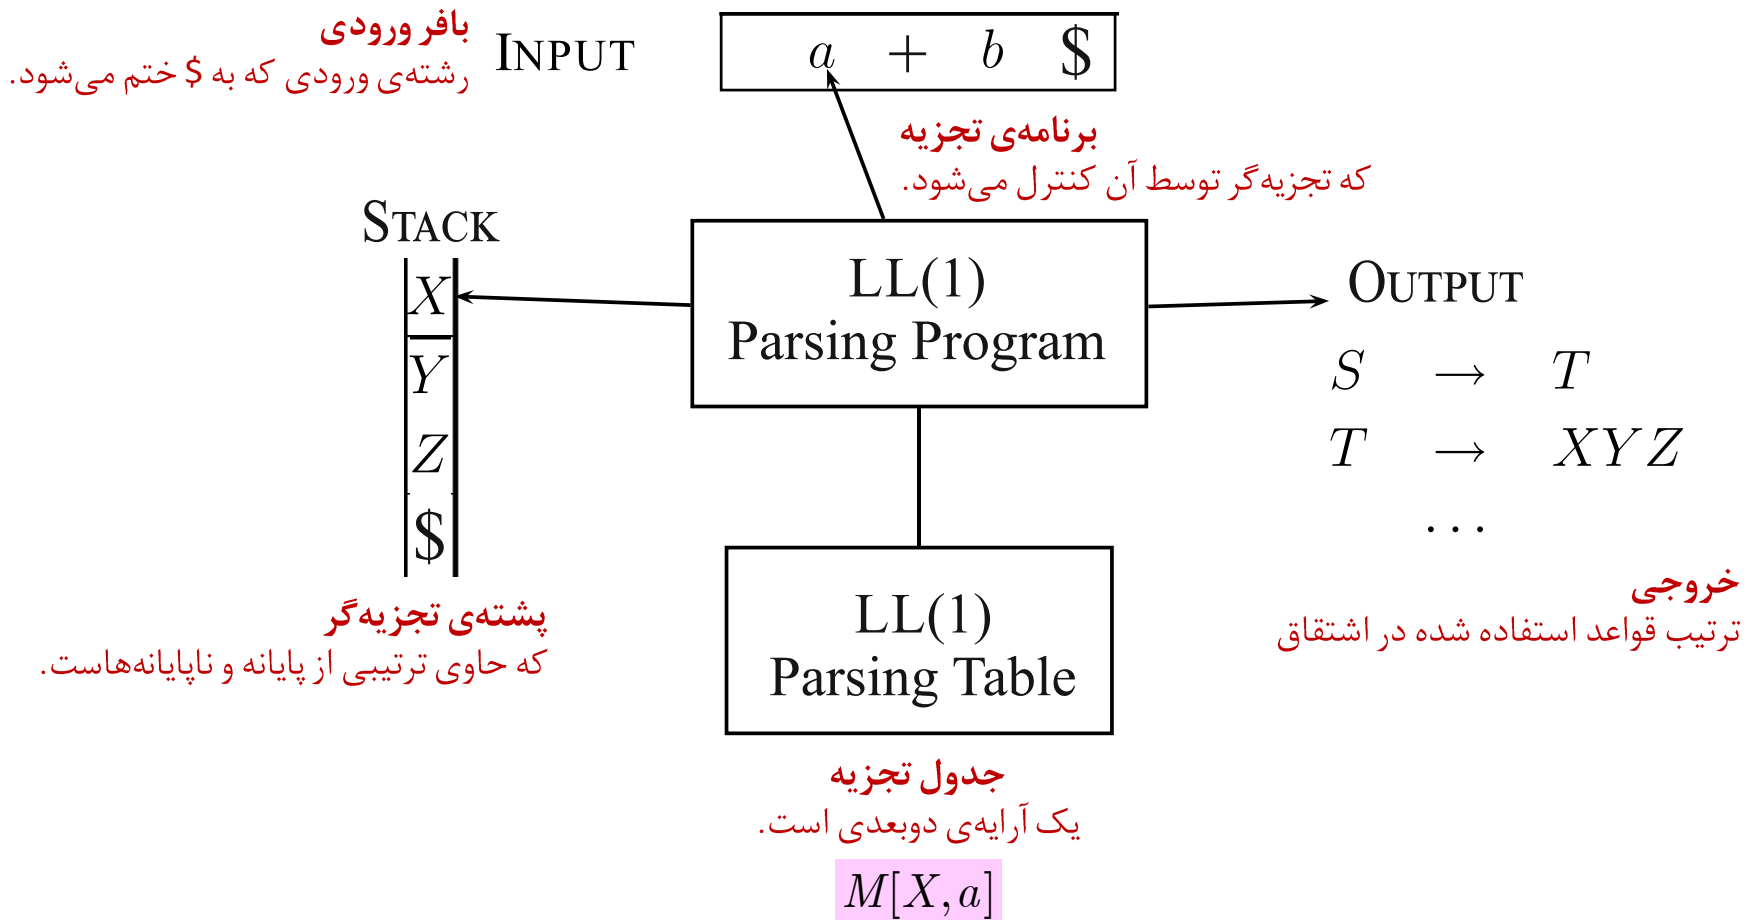 بافر ورودی
رشته‌ی ورودی که به $ ختم می‌شود.
INPUT
a + b $
برنامه‌ی تجزیه
که تجزیه‌گر توسط آن کنترل می‌شود.
STACK
X
Y
Z
$
LL(1)
Parsing Program
OUTPUT
S → T
T → XYZ
...
پشته‌ی تجزیه‌گر
که حاوی ترتیبی از پایانه و ناپایانه‌هاست.
خروجی
ترتیب قواعد استفاده شده در اشتقاق
LL(1)
Parsing Table
جدول تجزیه
یک آرایه‌ی دوبعدی است.
M[X, a]